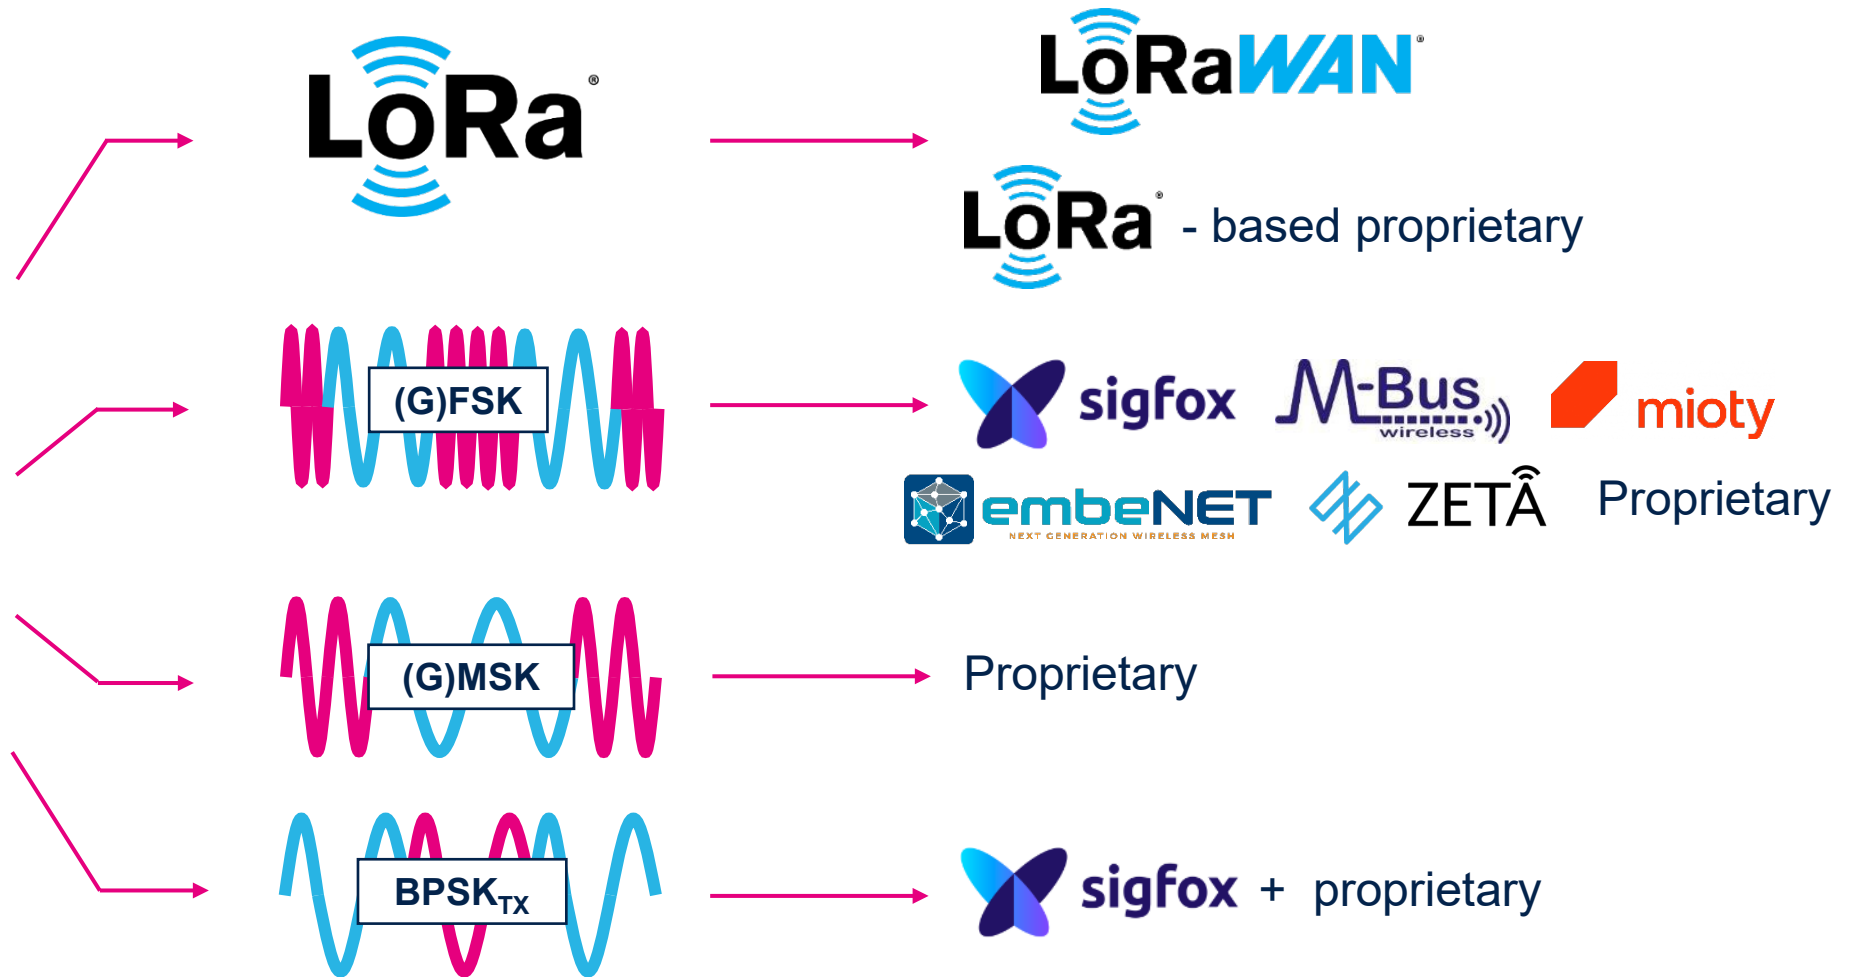 LoRa®
LoRaWAN®
LoRa® - based proprietary
(G)FSK
sigfox
M-Bus
wireless
mioty
embeNET
NEXT GENERATION WIRELESS MESH
ZETA
Proprietary
(G)MSK
Proprietary
BPSKTX
sigfox + proprietary